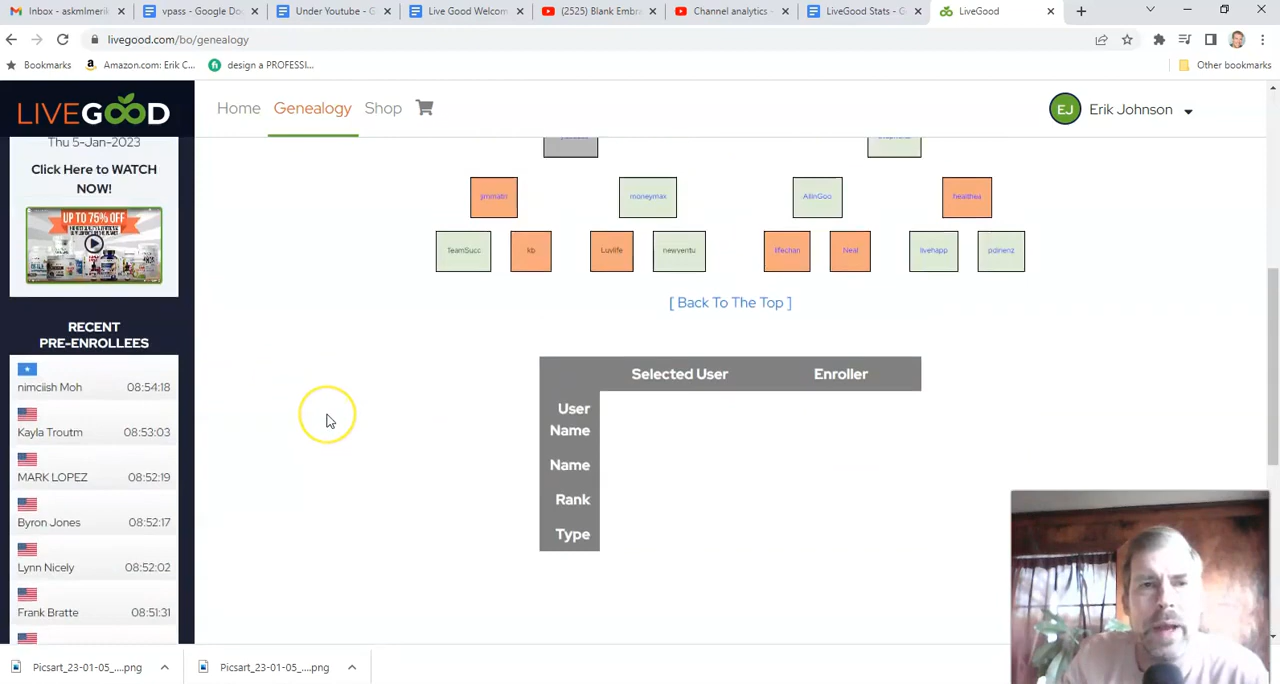 Inbox - askmlmerik
vpass - Google Do
Under Youtube - G
Live Good Welcom
(2525) Blank Embra
Channel analytics -
LiveGood Stats - G
LiveGood
livegood.com/bo/genealogy
Bookmarks
Amazon.com: Erik C...
design a PROFESSI...
Other bookmarks
LIVEGOOD
Home
Genealogy
Shop
EJ
Erik Johnson
Thu 5-Jan-2023
Click Here to WATCH
NOW!
UP TO 75% OFF
RECENT
PRE-ENROLLEES
nimciish Moh 08:54:18
Kayla Troutm 08:53:03
MARK LOPEZ 08:52:19
Byron Jones 08:52:17
Lynn Nicely 08:52:02
Frank Bratte 08:51:31
moneymax
AllinGoo
healthea
TeamSucc
kb
Luvlife
newventu
lifechan
Neal
livehapp
pdirienz
[ Back To The Top ]
Selected User
Enroller
User
Name
Name
Rank
Type
Picsart_23-01-05_....png
Picsart_23-01-05_....png